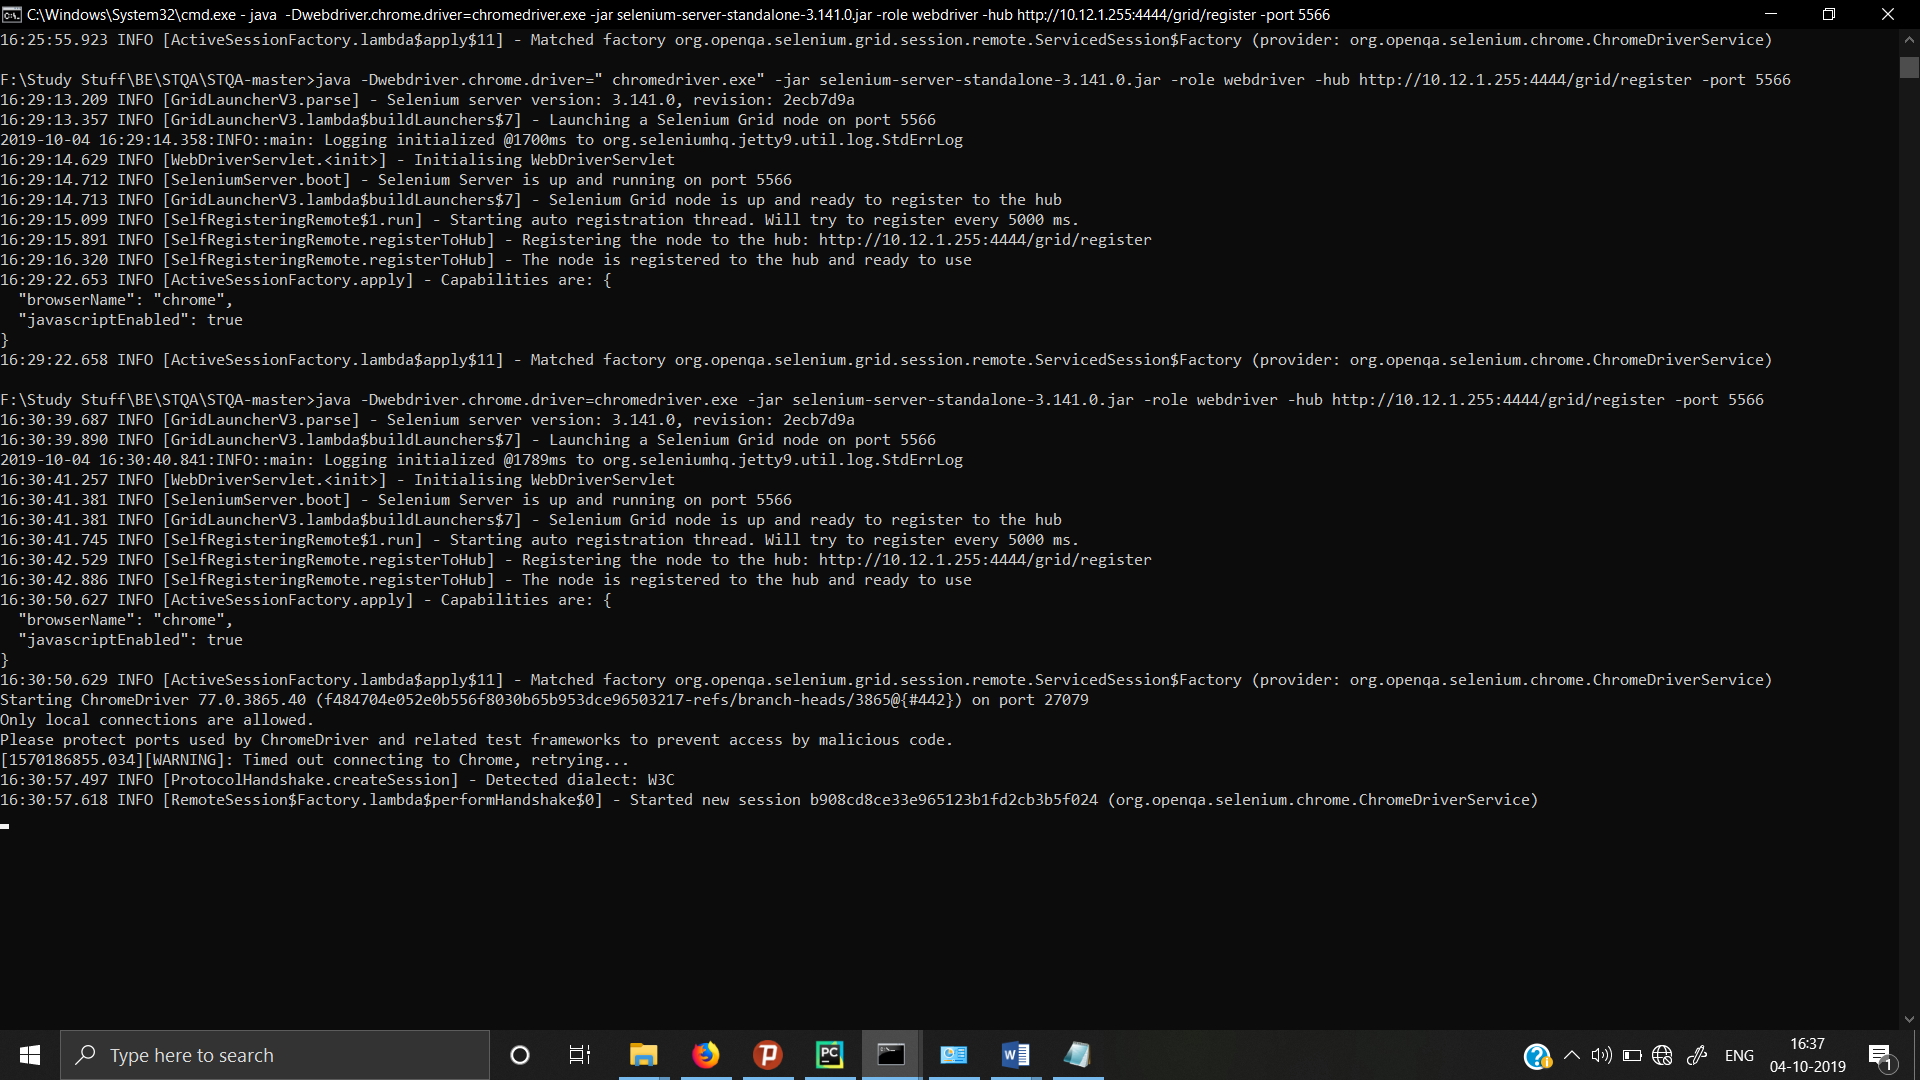 C:\Windows\System32\cmd.exe - java  -Dwebdriver.chrome.driver=chromedriver.exe -jar selenium-server-standalone-3.141.0.jar -role webdriver -hub http://10.12.1.255:4444/grid/register -port 5566
16:25:55.923 INFO [ActiveSessionFactory.lambda$apply$11] - Matched factory org.openqa.selenium.grid.session.remote.ServicedSession$Factory (provider: org.openqa.selenium.chrome.ChromeDriverService)
F:\Study Stuff\BE\STQA\STQA-master>java -Dwebdriver.chrome.driver=" chromedriver.exe" -jar selenium-server-standalone-3.141.0.jar -role webdriver -hub http://10.12.1.255:4444/grid/register -port 5566
16:29:13.209 INFO [GridLauncherV3.parse] - Selenium server version: 3.141.0, revision: 2ecb7d9a
16:29:13.357 INFO [GridLauncherV3.lambda$buildLaunchers$7] - Launching a Selenium Grid node on port 5566
2019-10-04 16:29:14.358:INFO::main: Logging initialized @1700ms to org.seleniumhq.jetty9.util.log.StdErrLog
16:29:14.629 INFO [WebDriverServlet.<init>] - Initialising WebDriverServlet
16:29:14.712 INFO [SeleniumServer.boot] - Selenium Server is up and running on port 5566
16:29:14.713 INFO [GridLauncherV3.lambda$buildLaunchers$7] - Selenium Grid node is up and ready to register to the hub
16:29:15.099 INFO [SelfRegisteringRemote$1.run] - Starting auto registration thread. Will try to register every 5000 ms.
16:29:15.891 INFO [SelfRegisteringRemote.registerToHub] - Registering the node to the hub: http://10.12.1.255:4444/grid/register
16:29:16.320 INFO [SelfRegisteringRemote.registerToHub] - The node is registered to the hub and ready to use
16:29:22.653 INFO [ActiveSessionFactory.apply] - Capabilities are: {
  "browserName": "chrome",
  "javascriptEnabled": true
}
16:29:22.658 INFO [ActiveSessionFactory.lambda$apply$11] - Matched factory org.openqa.selenium.grid.session.remote.ServicedSession$Factory (provider: org.openqa.selenium.chrome.ChromeDriverService)
F:\Study Stuff\BE\STQA\STQA-master>java -Dwebdriver.chrome.driver=chromedriver.exe -jar selenium-server-standalone-3.141.0.jar -role webdriver -hub http://10.12.1.255:4444/grid/register -port 5566
16:30:39.687 INFO [GridLauncherV3.parse] - Selenium server version: 3.141.0, revision: 2ecb7d9a
16:30:39.890 INFO [GridLauncherV3.lambda$buildLaunchers$7] - Launching a Selenium Grid node on port 5566
2019-10-04 16:30:40.841:INFO::main: Logging initialized @1789ms to org.seleniumhq.jetty9.util.log.StdErrLog
16:30:41.257 INFO [WebDriverServlet.<init>] - Initialising WebDriverServlet
16:30:41.381 INFO [SeleniumServer.boot] - Selenium Server is up and running on port 5566
16:30:41.381 INFO [GridLauncherV3.lambda$buildLaunchers$7] - Selenium Grid node is up and ready to register to the hub
16:30:41.745 INFO [SelfRegisteringRemote$1.run] - Starting auto registration thread. Will try to register every 5000 ms.
16:30:42.529 INFO [SelfRegisteringRemote.registerToHub] - Registering the node to the hub: http://10.12.1.255:4444/grid/register
16:30:42.886 INFO [SelfRegisteringRemote.registerToHub] - The node is registered to the hub and ready to use
16:30:50.627 INFO [ActiveSessionFactory.apply] - Capabilities are: {
  "browserName": "chrome",
  "javascriptEnabled": true
}
16:30:50.629 INFO [ActiveSessionFactory.lambda$apply$11] - Matched factory org.openqa.selenium.grid.session.remote.ServicedSession$Factory (provider: org.openqa.selenium.chrome.ChromeDriverService)
Starting ChromeDriver 77.0.3865.40 (f484704e052e0b556f8030b65b953dce96503217-refs/branch-heads/3865@{#442}) on port 27079
Only local connections are allowed.
Please protect ports used by ChromeDriver and related test frameworks to prevent access by malicious code.
[1570186855.034][WARNING]: Timed out connecting to Chrome, retrying...
16:30:57.497 INFO [ProtocolHandshake.createSession] - Detected dialect: W3C
16:30:57.618 INFO [RemoteSession$Factory.lambda$performHandshake$0] - Started new session b908cd8ce33e965123b1fd2cb3b5f024 (org.openqa.selenium.chrome.ChromeDriverService)
Type here to search
PC
W
ENG
16:37
04-10-2019
1